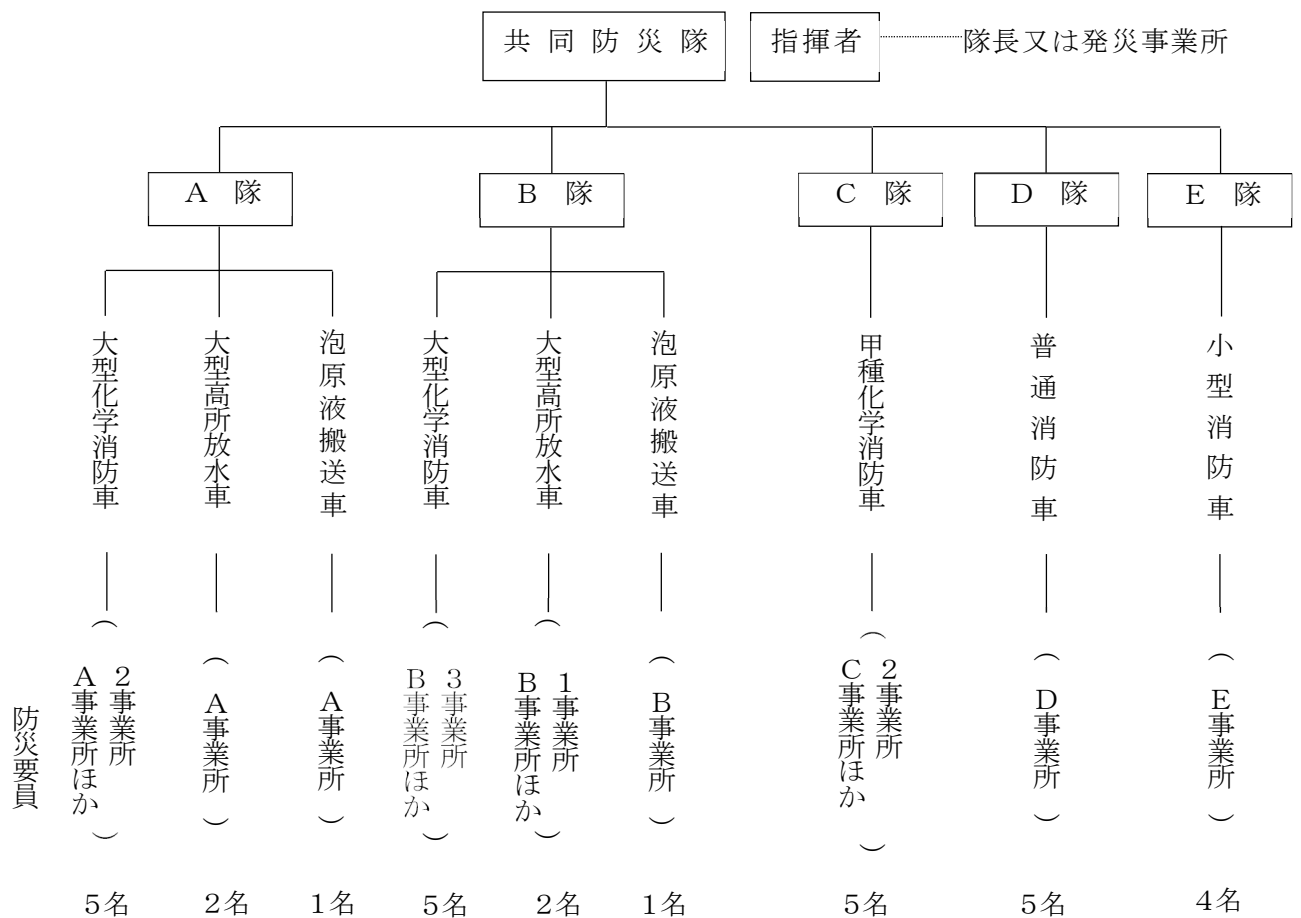 共同防災隊
指揮者
隊長又は発災事業所
A 隊
B 隊
C 隊
D 隊
E 隊
大型化学消防車
大型高所放水車
泡原液搬送車
大型化学消防車
大型高所放水車
泡原液搬送車
甲種化学消防車
普通消防車
小型消防車
防災要員
(A事業所ほか
2事業所)
(A事業所)
(A事業所)
(B事業所ほか
3事業所)
(B事業所ほか
1事業所)
(B事業所)
(C事業所ほか
2事業所)
(D事業所)
(E事業所)
5名
2名
1名
5名
2名
1名
5名
5名
4名